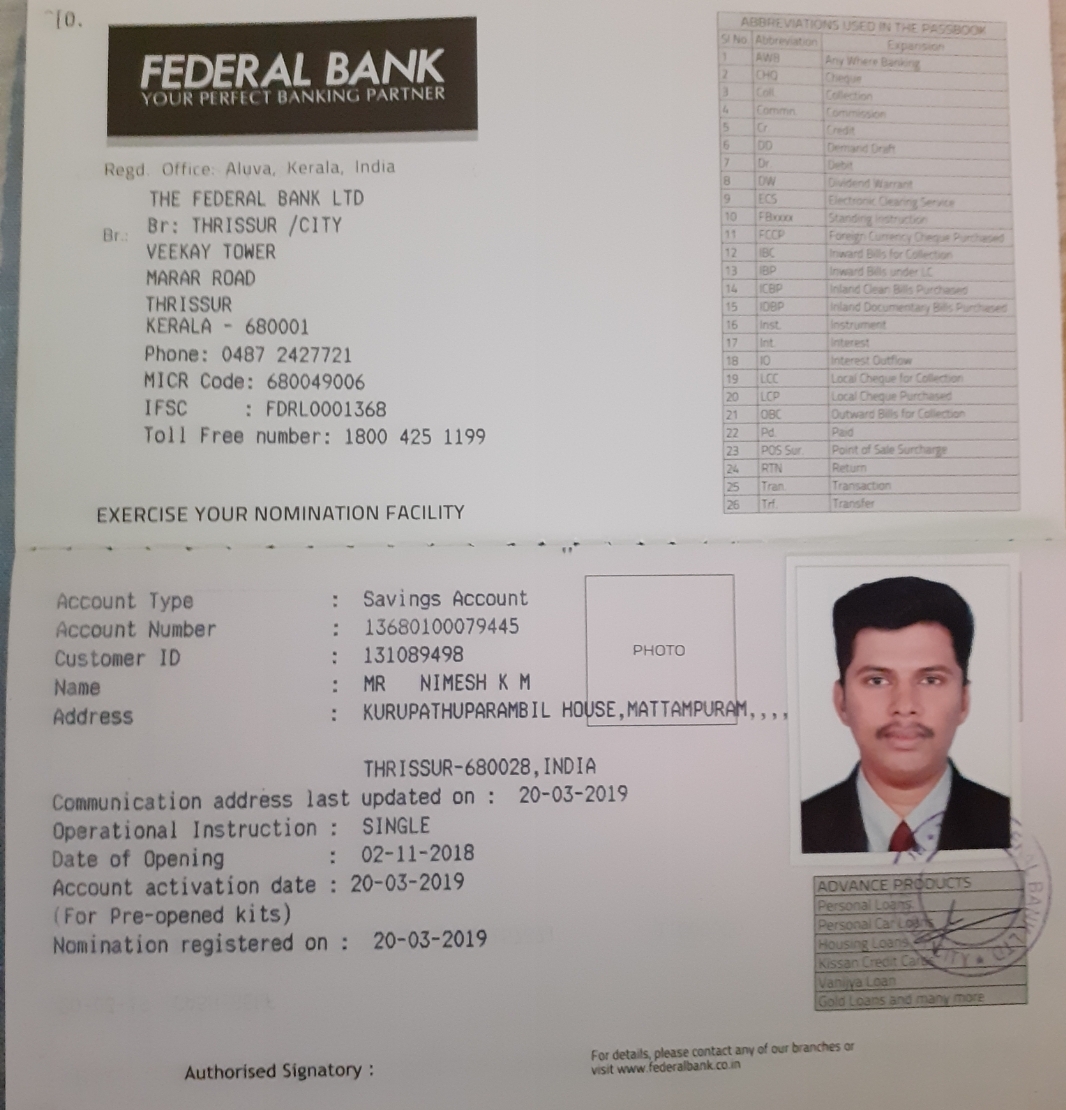 FEDERAL BANK
YOUR PERFECT BANKING PARTNER
Regd. Office: Aluva, Kerala, India
THE FEDERAL BANK LTD
Br.: Br: THRISSUR /CITY
VEEKAY TOWER
MARAR ROAD
THRISSUR
KERALA - 680001
Phone: 0487 2427721
MICR Code: 680049006
IFSC : FDRL0001368
Toll Free number: 1800 425 1199
EXERCISE YOUR NOMINATION FACILITY
ABBREVIATIONS USED IN THE PASSBOOK
Sl No. Abbreviation Expansion
1 AWB Any Where Banking
2 CHQ Cheque
3 Coll. Collection
4 Commn. Commission
5 Cr Credit
6 DD Demand Draft
7 Dr. Debit
8 DW Dividend Warrant
9 ECS Electronic Clearing Service
10 FBxxxx Standing Instruction
11 FCCP Foreign Currency Cheque Purchased
12 IBC Inward Bills for Collection
13 IBP Inward Bills under LC
14 ICBP Inland Clean Bills Purchased
15 IDBP Inland Documentary Bills Purchased
16 Inst. Instrument
17 Int. Interest
18 IO Interest Outflow
19 LCC Local Cheque for Collection
20 LCP Local Cheque Purchased
21 OBC Outward Bills for Collection
22 Pd. Paid
23 POS Sur. Point of Sale Surcharge
24 RTN Return
25 Tran. Transaction
26 Trf. Transfer
Account Type : Savings Account
Account Number : 13680100079445
Customer ID : 131089498
Name : MR NIMESH K M
Address : KURUPATHUPARAMBIL HOUSE,MATTAMPURAM,,,,
THRISSUR-680028,INDIA
Communication address last updated on : 20-03-2019
Operational Instruction : SINGLE
Date of Opening : 02-11-2018
Account activation date : 20-03-2019
(For Pre-opened kits)
Nomination registered on : 20-03-2019
PHOTO
ADVANCE PRODUCTS
Personal Loans
Personal Car Loans
Housing Loans
Kissan Credit Card
Vanijya Loan
Gold Loans and many more
BANK LTD
Authorised Signatory :
For details, please contact any of our branches or
visit www.federalbank.co.in